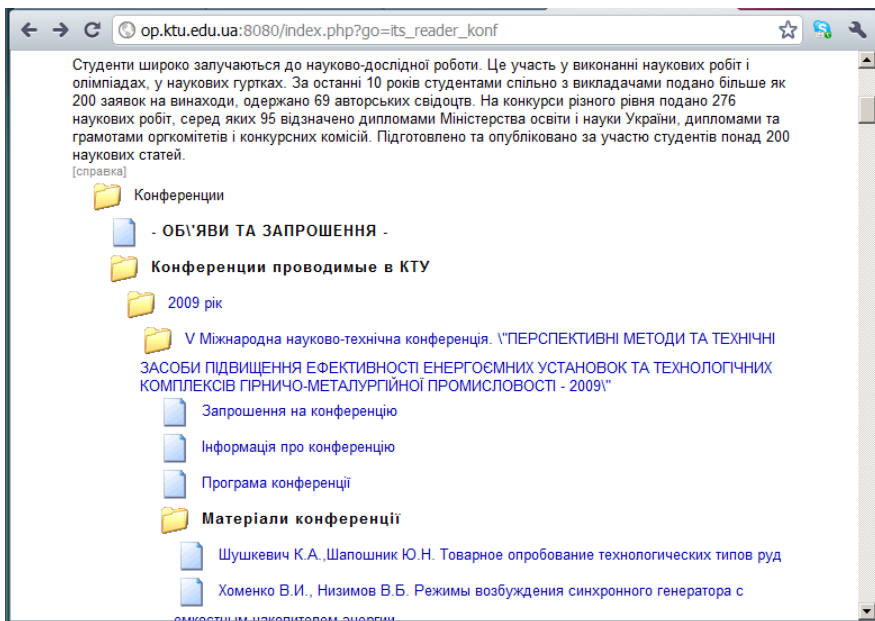 op.ktu.edu.ua:8080/index.php?go=its_reader_konf
Студенти широко залучаються до науково-дослідної роботи. Це участь у виконанні наукових робіт і
олімпіадах, у наукових гуртках. За останні 10 років студентами спільно з викладачами подано більше як
200 заявок на винаходи, одержано 69 авторських свідоцтв. На конкурси різного рівня подано 276
наукових робіт, серед яких 95 відзначено дипломами Міністерства освіти і науки України, дипломами та
грамотами оргкомітетів і конкурсних комісій. Підготовлено та опубліковано за участю студентів понад 200
наукових статей.
[справка]
Конференции
- ОБ\'ЯВИ ТА ЗАПРОШЕННЯ -
Конференции проводимые в КТУ
2009 рік
V Міжнародна науково-технічна конференція. \"ПЕРСПЕКТИВНІ МЕТОДИ ТА ТЕХНІЧНІ
ЗАСОБИ ПІДВИЩЕННЯ ЕФЕКТИВНОСТІ ЕНЕРГОЄМНИХ УСТАНОВОК ТА ТЕХНОЛОГІЧНИХ
КОМПЛЕКСІВ ГІРНИЧО-МЕТАЛУРГІЙНОЇ ПРОМИСЛОВОСТІ - 2009\"
Запрошення на конференцію
Інформація про конференцію
Програма конференції
Матеріали конференції
Шушкевич К.А.,Шапошник Ю.Н. Товарное опробование технологических типов руд
Хоменко В.И., Низимов В.Б. Режимы возбуждения синхронного генератора с
емкостным накопителем энергии